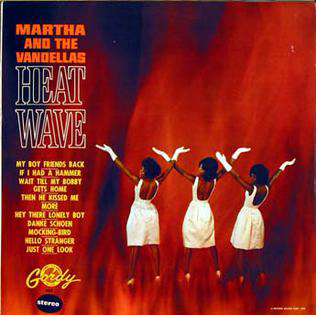 MARTHA
AND THE
VANDELLAS
HEAT
WAVE
MY BOY FRIENDS BACK
IF I HAD A HAMMER
WAIT TILL MY BOBBY
GETS HOME
THEN HE KISSED ME
MORE
HEY THERE LONELY BOY
DANKE SCHOEN
MOCKING-BIRD
HELLO STRANGER
JUST ONE LOOK
Gordy
stereo